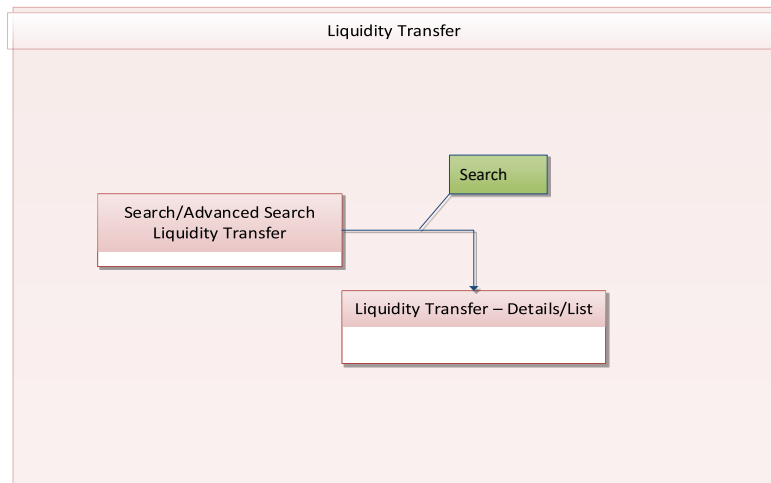 Liquidity Transfer
Search
Search/Advanced Search
Liquidity Transfer
Liquidity Transfer – Details/List